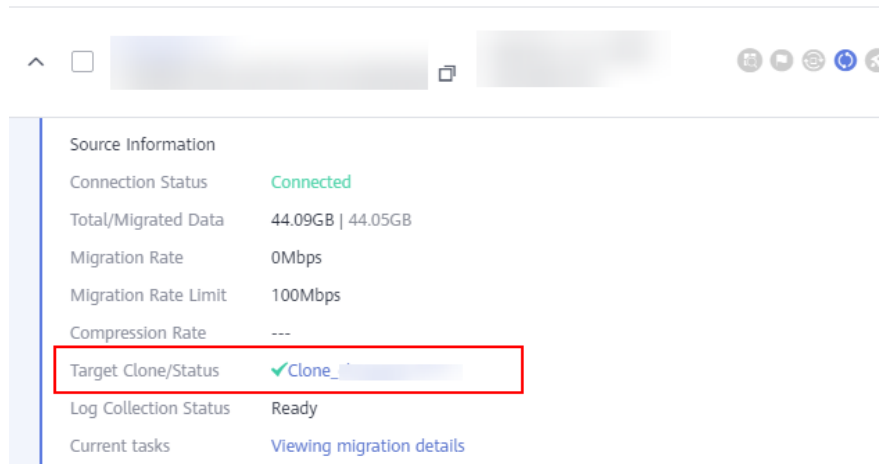 Source Information
Connection Status Connected
Total/Migrated Data 44.09GB | 44.05GB
Migration Rate 0Mbps
Migration Rate Limit 100Mbps
Compression Rate ---
Target Clone/Status Clone_
Log Collection Status Ready
Current tasks Viewing migration details